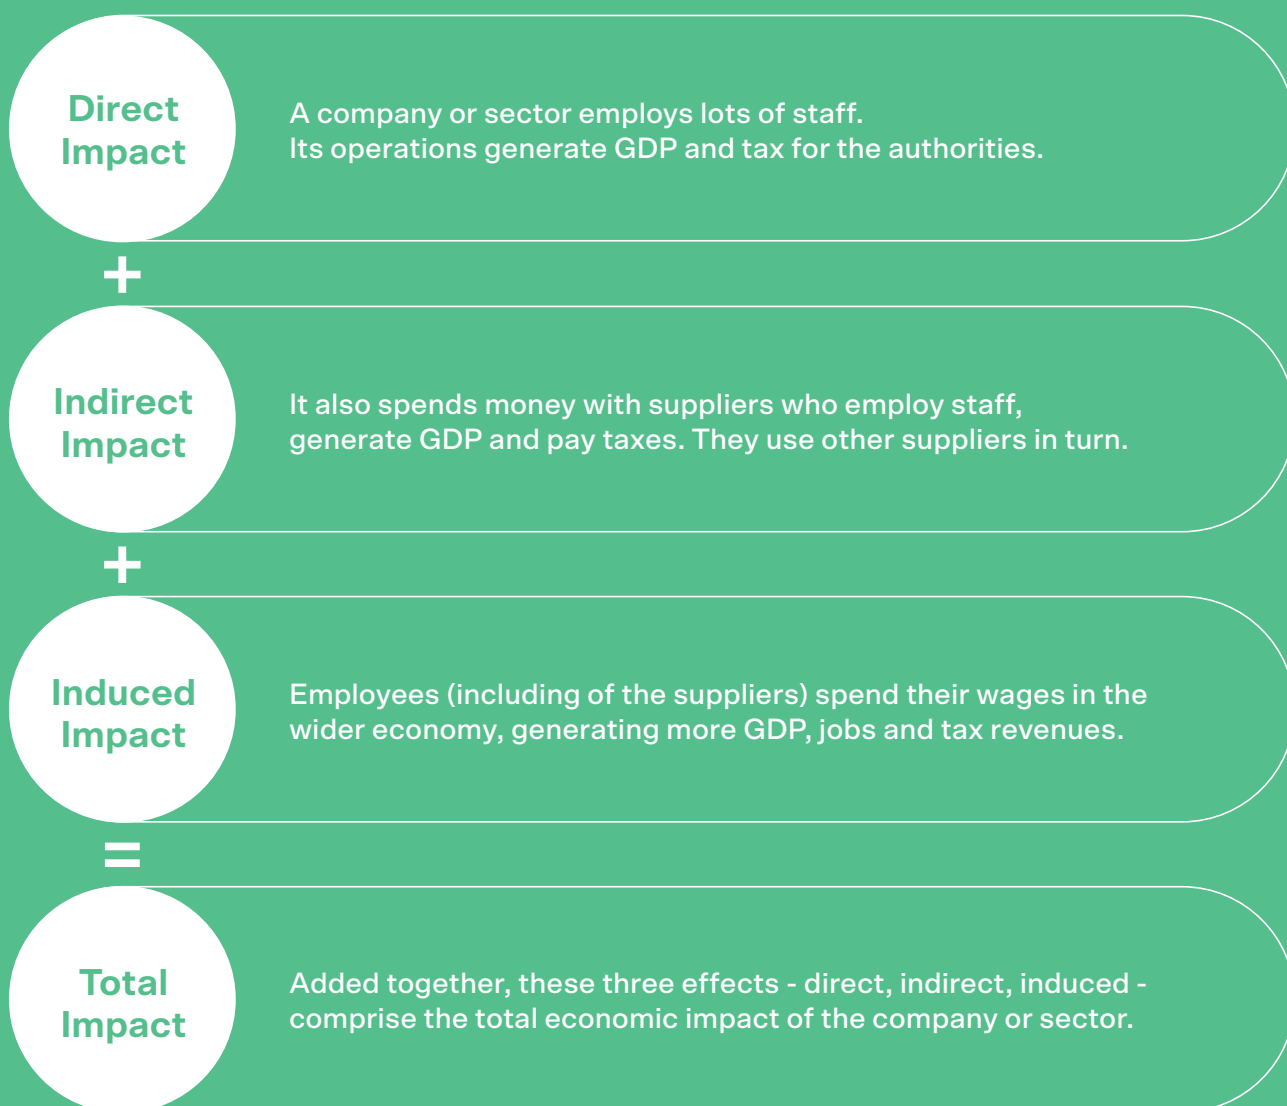 Direct
Impact
A company or sector employs lots of staff.
Its operations generate GDP and tax for the authorities.
+
Indirect
Impact
It also spends money with suppliers who employ staff,
generate GDP and pay taxes. They use other suppliers in turn.
+
Induced
Impact
Employees (including of the suppliers) spend their wages in the
wider economy, generating more GDP, jobs and tax revenues.
=
Total
Impact
Added together, these three effects - direct, indirect, induced -
comprise the total economic impact of the company or sector.